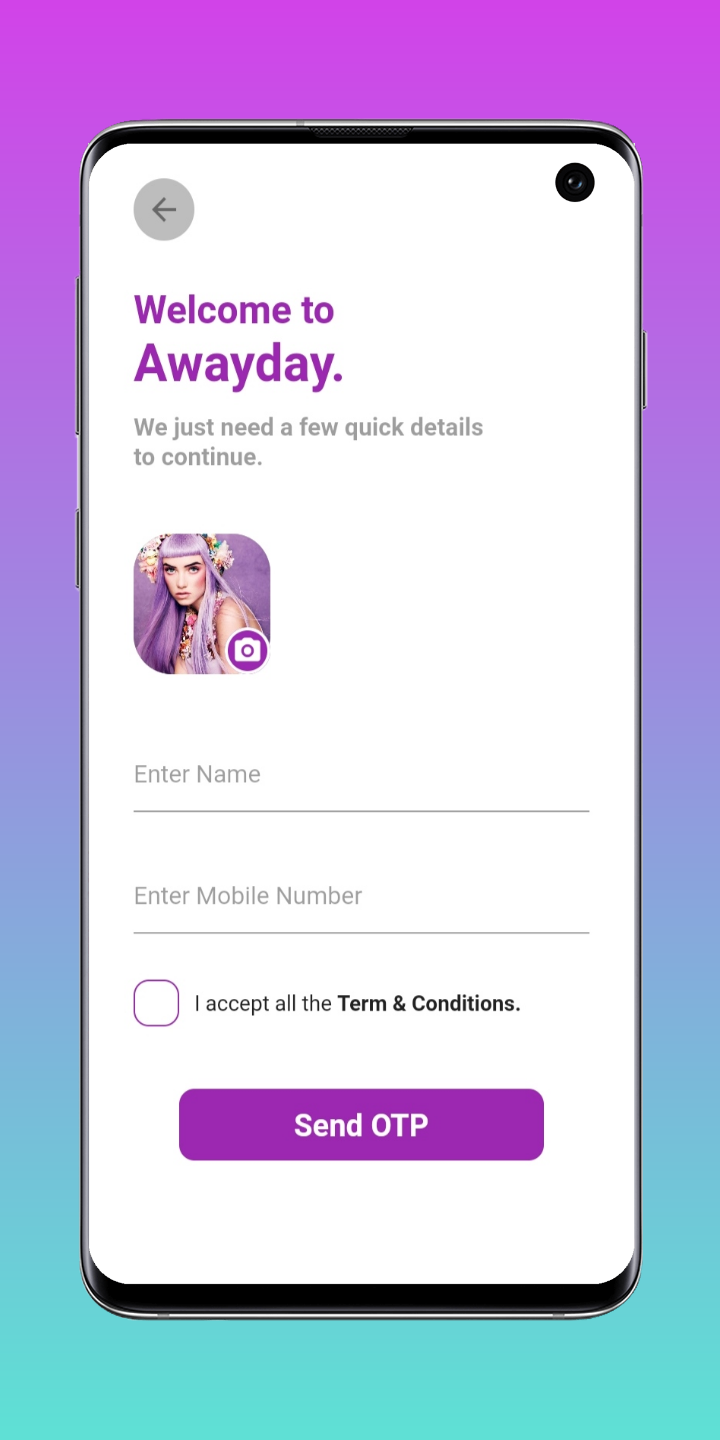 Welcome to
Awayday.
We just need a few quick details
to continue.
Enter Name
Enter Mobile Number
I accept all the Term & Conditions.
Send OTP